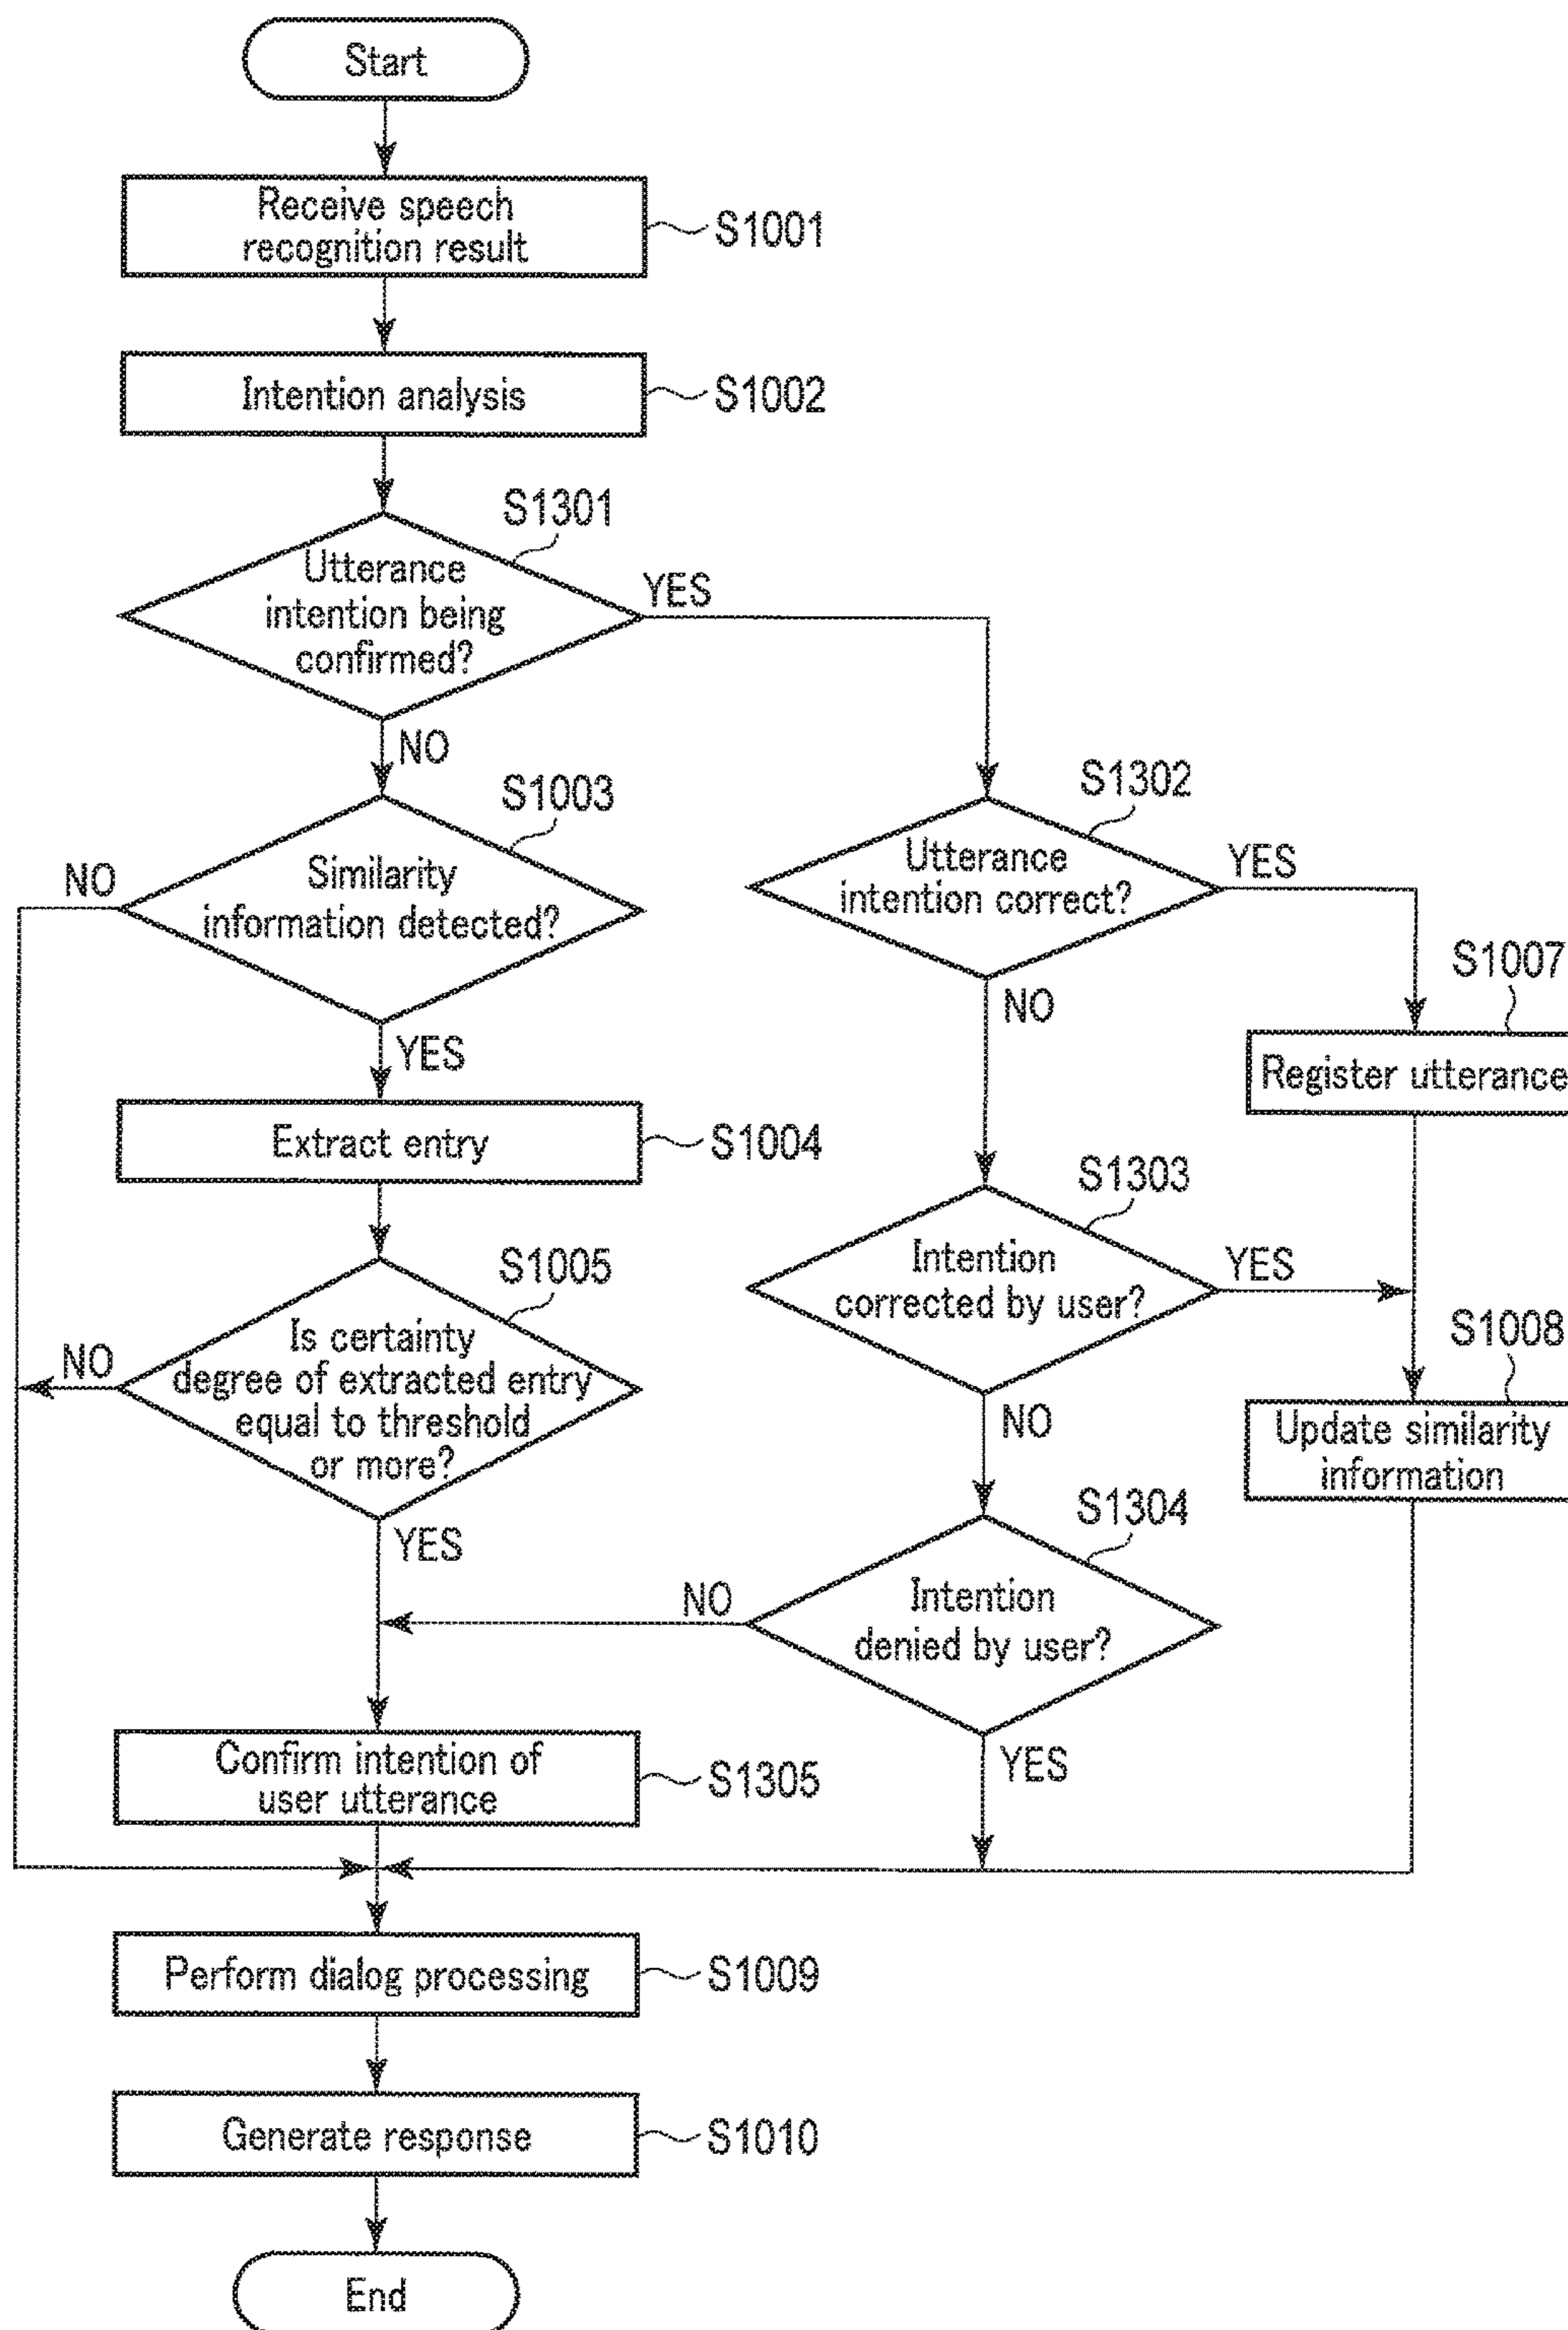 Start
Receive speech
recognition result
S1001
Intention analysis
S1002
S1301
Utterance
intention being
confirmed?
YES
NO
S1003
Similarity
information detected?
NO
YES
S1302
Utterance
intention correct?
YES
NO
S1007
Register utterance
Extract entry
S1004
S1303
Intention
corrected by user?
YES
NO
S1005
Is certainty
degree of extracted entry
equal to threshold
or more?
NO
YES
S1008
Update similarity
information
S1304
Intention
denied by user?
NO
YES
Confirm intention of
user utterance
S1305
Perform dialog processing
S1009
Generate response
S1010
End